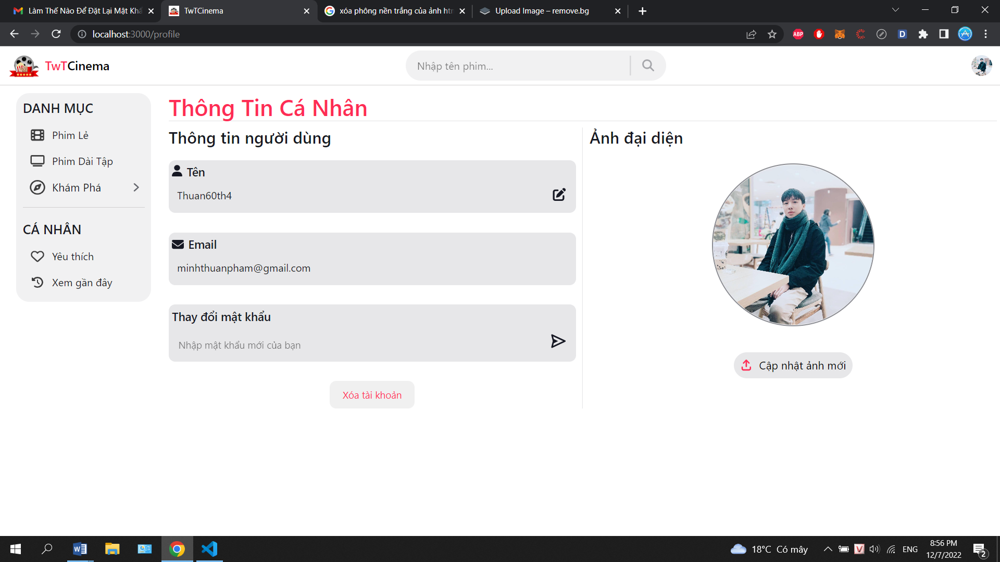 Làm Thế Nào Để Đặt Lại Mật Khẩ
TwTCinema
xóa phông nền trắng của ảnh htm
Upload Image – remove.bg
localhost:3000/profile
ABP
D
TwTCinema
Nhập tên phim...
DANH MỤC
Phim Lẻ
Phim Dài Tập
Khám Phá
CÁ NHÂN
Yêu thích
Xem gần đây
Thông Tin Cá Nhân
Thông tin người dùng
Tên
Thuan60th4
Email
minhthuanpham@gmail.com
Thay đổi mật khẩu
Nhập mật khẩu mới của bạn
Xóa tài khoản
Ảnh đại diện
Cập nhật ảnh mới
18°C Có mây
V
ENG
8:56 PM
12/7/2022
2